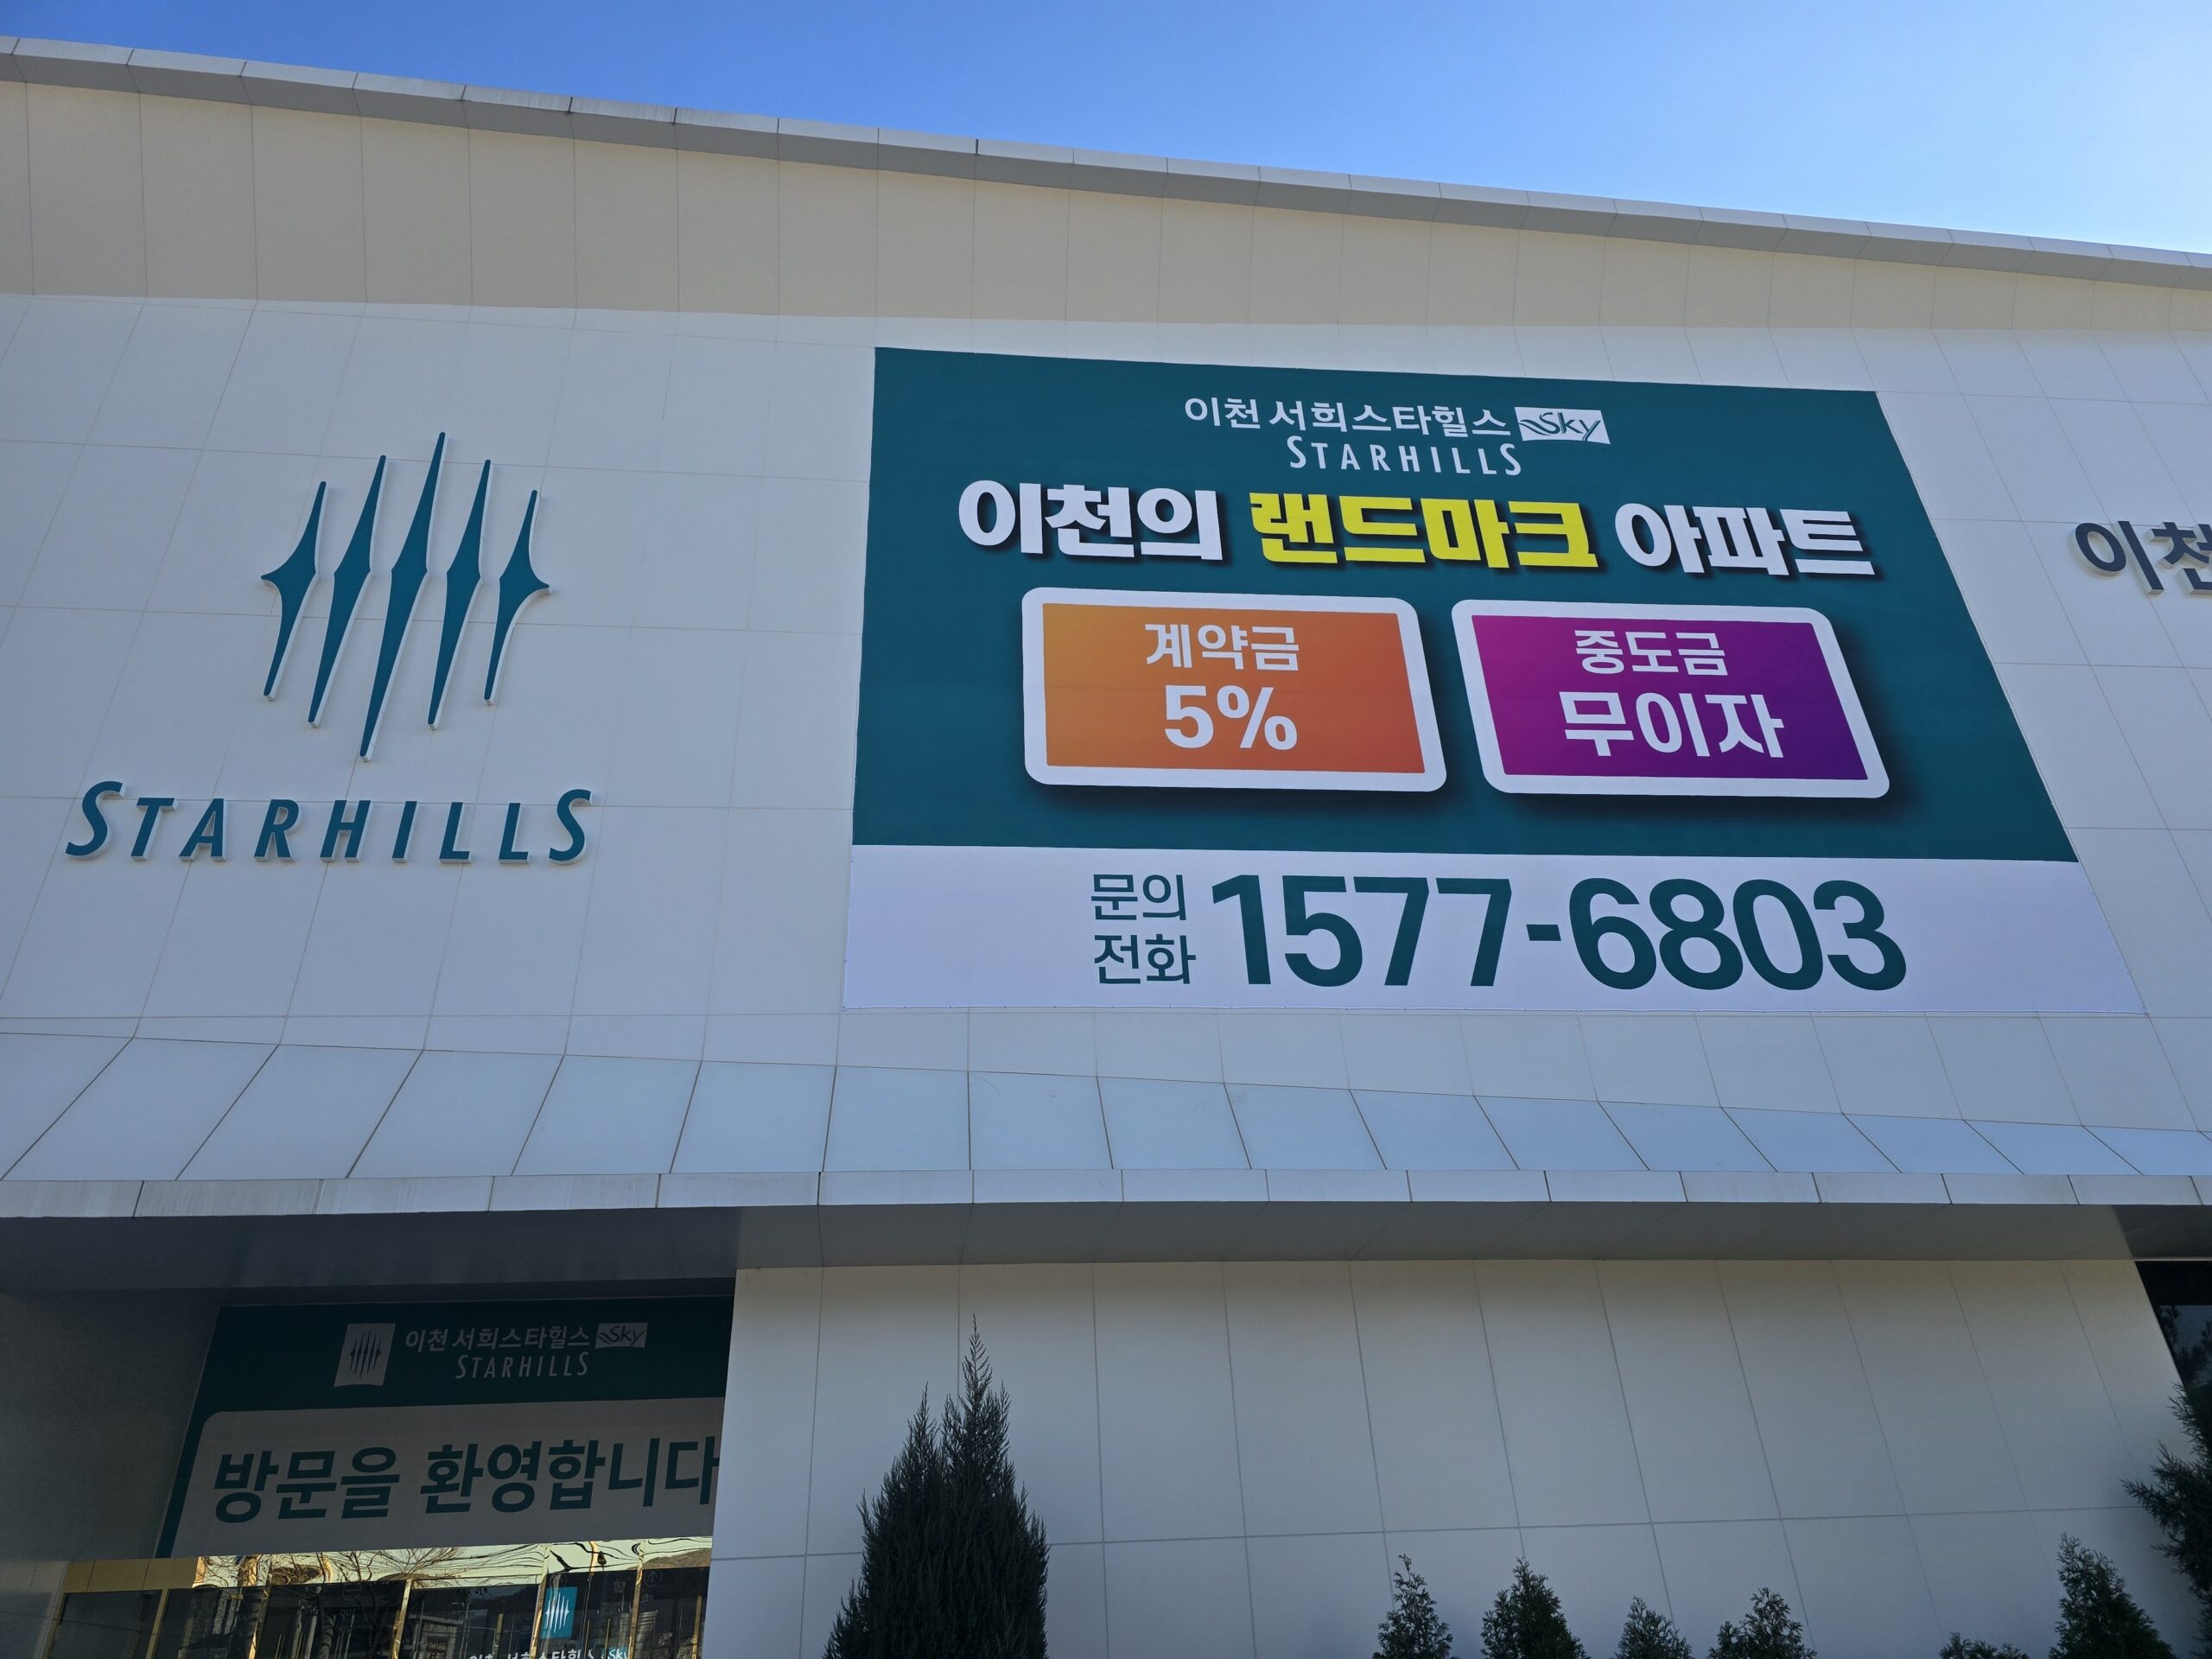 STARHILLS
이천 서희스타힐스 Sky
STARHILLS
이천의 랜드마크 아파트
계약금
5%
중도금
무이자
문의
전화
1577-6803
이천
이천 서희스타힐스 Sky
STARHILLS
방문을 환영합니다